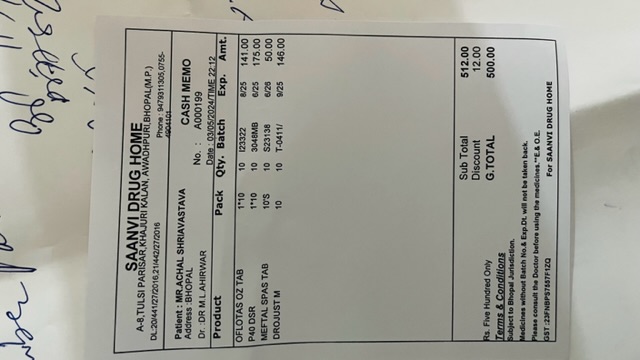 SAANVI DRUG HOME
A-8,TULSI PARISAR,KHAJURI KALAN, AWADHPURI,BHOPAL(M.P.)
DL:20441/27/2016,21/442/27/2016 Phone : 9479311305,0755-
4904101
Patient : MR,ACHAL SHRIVASTAVA CASH MEMO
Address :BHOPAL No. : A000199
Dr. :DR M.L AHIRWAR Date : 03/05/2024/TIME 22:12
Product Pack Qty. Batch Exp. Amt.
OFLOTAS OZ TAB 1*10 10 I23322 8/25 141.00
P40 DSR 1*10 10 3048MB 6/25 175.00
MEFTAL SPAS TAB 10'S 10 S23138 6/26 50.00
DROJUST M 10 10 T-0411/ 9/25 146.00
Sub Total 512.00
Discount 12.00
Rs. Five Hundred Only G.TOTAL 500.00
Terms & Conditions
Subject to Bhopal Jurisdiction.
Medicines without Batch No.& Exp.Dt. will not be taken back.
Please consult the Doctor before using the medicines.**E.& O.E.
GST :23FNBPS7657F1ZQ For SAANVI DRUG HOME